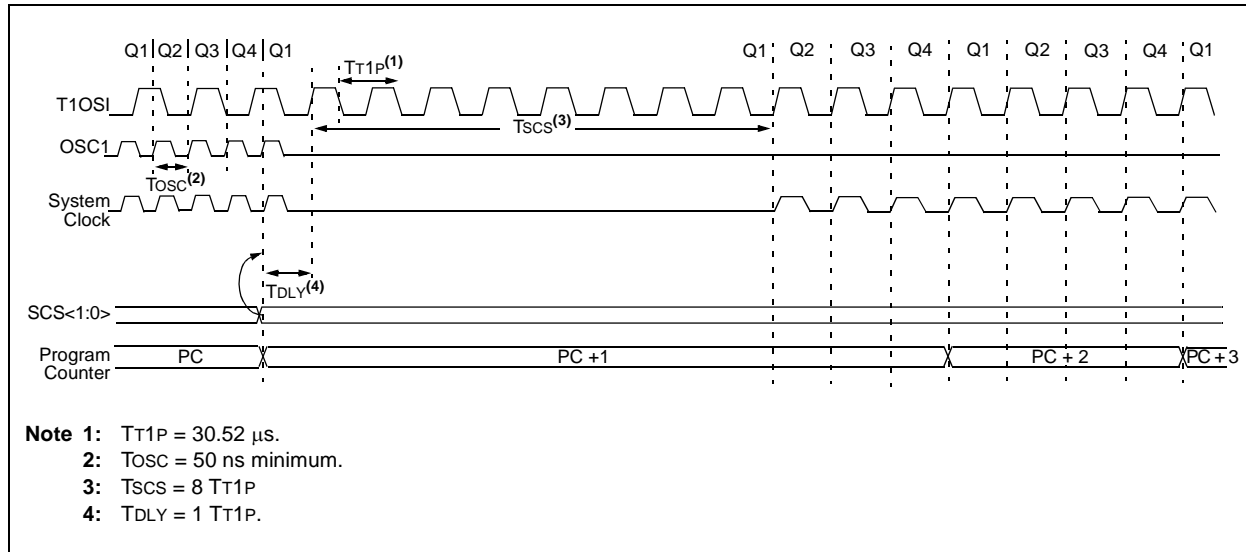 Q1 Q2 Q3 Q4 Q1 Q1 Q2 Q3 Q4 Q1 Q2 Q3 Q4 Q1
TT1P(1)
T1OSI
TSCS(3)
OSC1
TOSC(2)
System
Clock
TDLY(4)
SCS<1:0>
Program
Counter
PC PC +1 PC + 2 PC + 3
Note 1: TT1P = 30.52 μs.
2: TOSC = 50 ns minimum.
3: TSCS = 8 TT1P
4: TDLY = 1 TT1P.